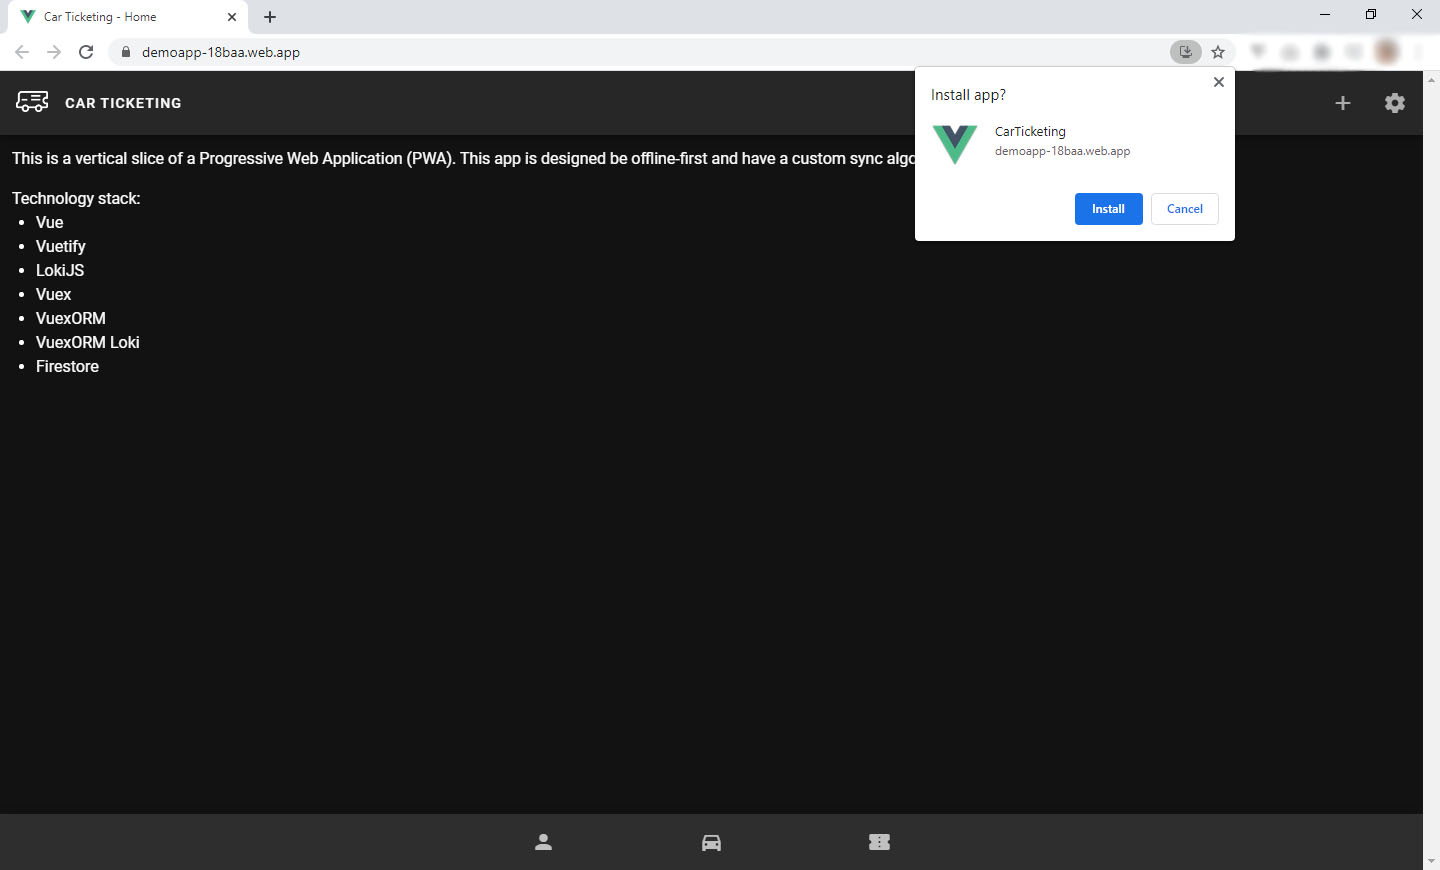 Car Ticketing - Home
demoapp-18baa.web.app
CAR TICKETING
Install app?
CarTicketing
demoapp-18baa.web.app
Install
Cancel
This is a vertical slice of a Progressive Web Application (PWA). This app is designed be offline-first and have a custom sync
Technology stack:
• Vue
• Vuetify
• LokiJS
• Vuex
• VuexORM
• VuexORM Loki
• Firestore